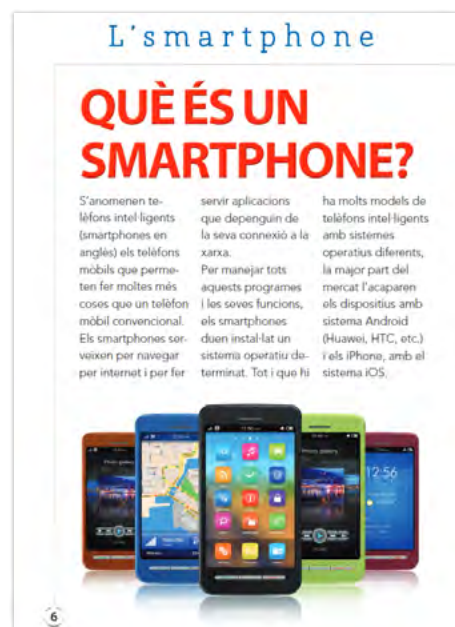 L'smartphone
QUÈ ÉS UN
SMARTPHONE?
S'anomenen te-
lèfons intel·ligents
(smartphones en
anglès) els telèfons
mòbils que perme-
ten fer moltes més
coses que un telèfon
mòbil convencional.
Els smartphones ser-
veixen per navegar
per internet i per fer
servir aplicacions
que depenguin de
la seva connexió a la
xarxa.
Per manejar tots
aquests programes
i les seves funcions,
els smartphones
duen instal·lat un
sistema operatiu de-
terminat. Tot i que hi
ha molts models de
telèfons intel·ligents
amb sistemes
operatius diferents,
la major part del
mercat l'acaparen
els dispositius amb
sistema Android
(Huawei, HTC, etc.)
i els iPhone, amb el
sistema iOS.
12:56
6